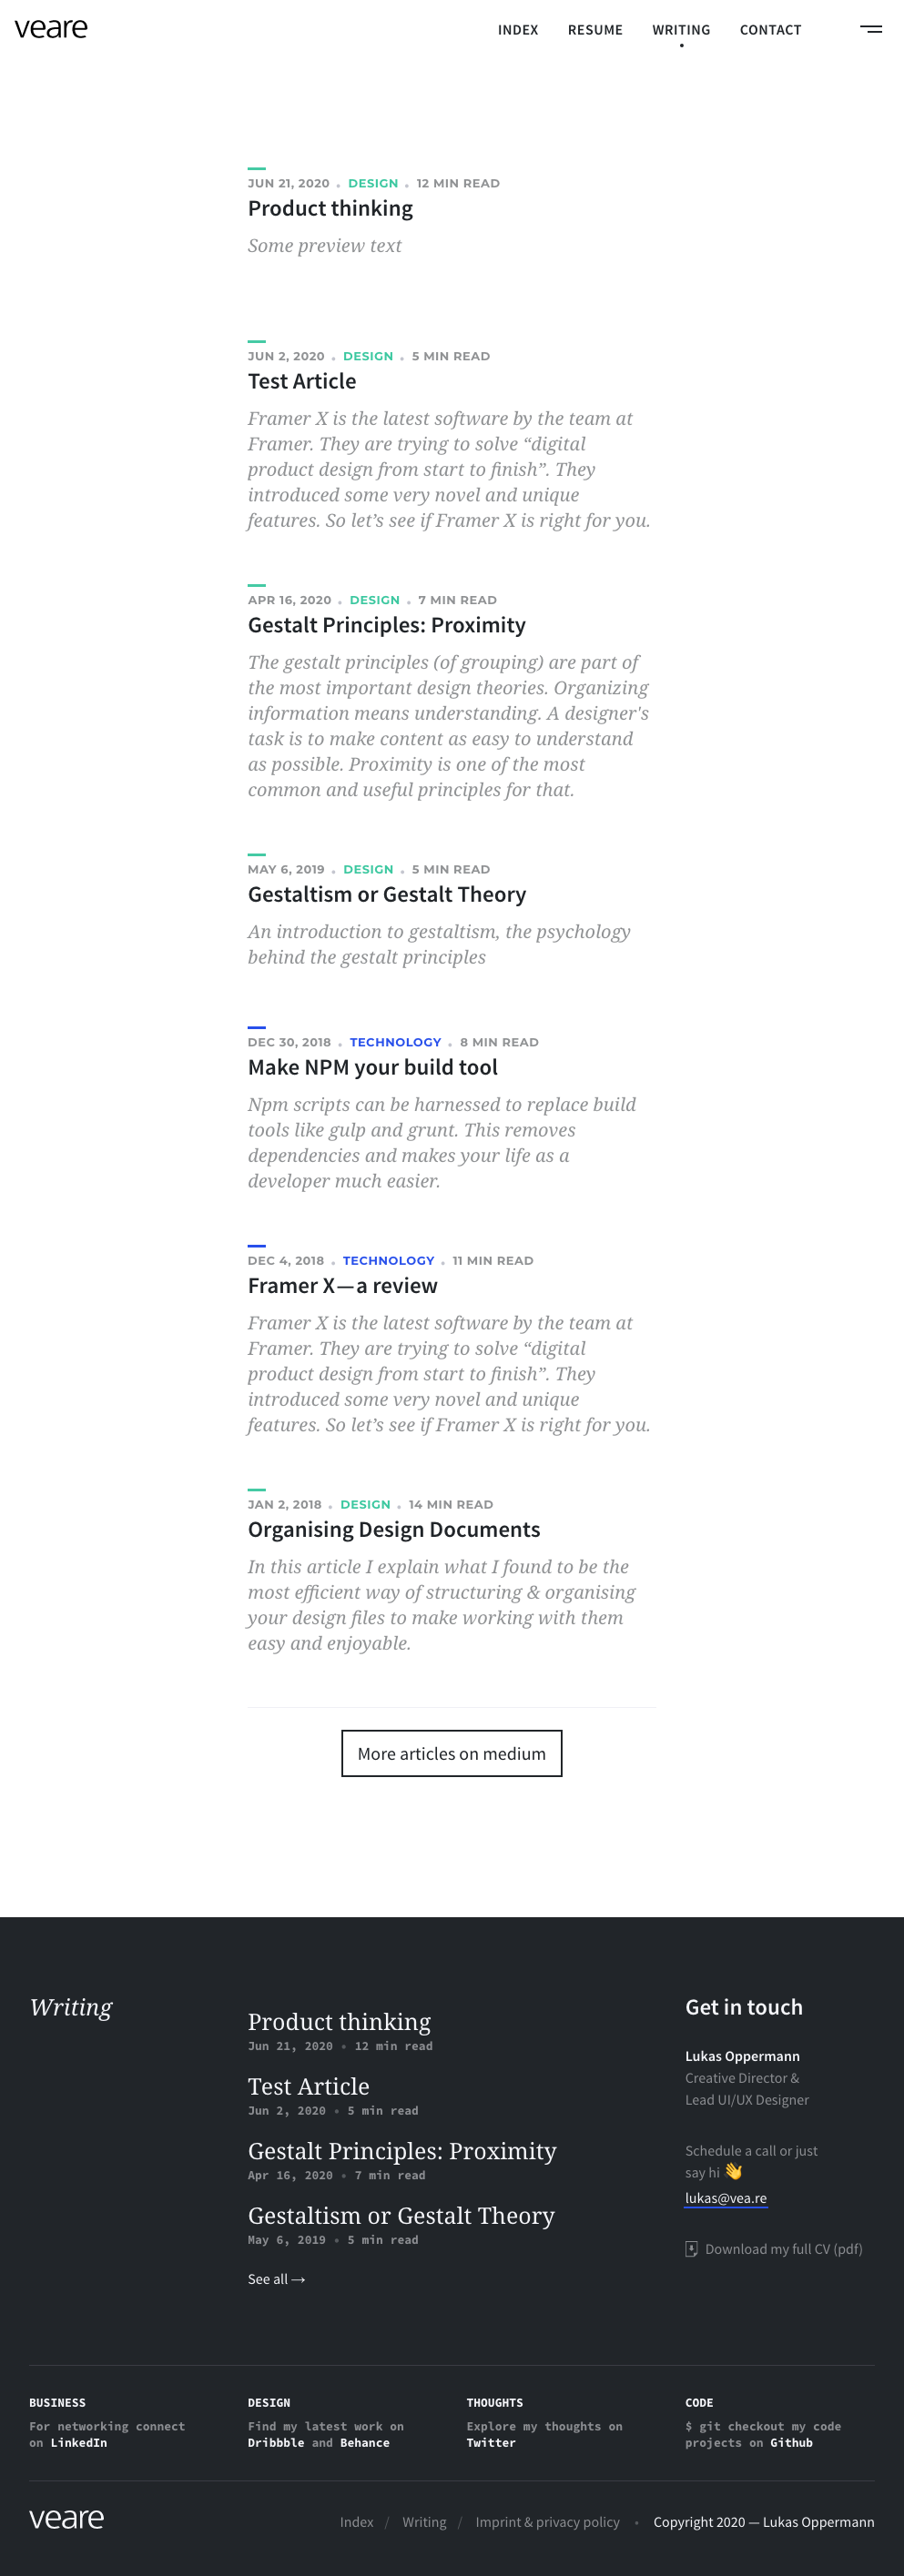 veare
INDEX RESUME WRITING CONTACT
JUN 21, 2020 • DESIGN • 12 MIN READ
Product thinking
Some preview text
JUN 2, 2020 • DESIGN • 5 MIN READ
Test Article
Framer X is the latest software by the team at
Framer. They are trying to solve “digital
product design from start to finish”. They
introduced some very novel and unique
features. So let’s see if Framer X is right for you.
APR 16, 2020 • DESIGN • 7 MIN READ
Gestalt Principles: Proximity
The gestalt principles (of grouping) are part of
the most important design theories. Organizing
information means understanding. A designer's
task is to make content as easy to understand
as possible. Proximity is one of the most
common and useful principles for that.
MAY 6, 2019 • DESIGN • 5 MIN READ
Gestaltism or Gestalt Theory
An introduction to gestaltism, the psychology
behind the gestalt principles
DEC 30, 2018 • TECHNOLOGY • 8 MIN READ
Make NPM your build tool
Npm scripts can be harnessed to replace build
tools like gulp and grunt. This removes
dependencies and makes your life as a
developer much easier.
DEC 4, 2018 • TECHNOLOGY • 11 MIN READ
Framer X — a review
Framer X is the latest software by the team at
Framer. They are trying to solve “digital
product design from start to finish”. They
introduced some very novel and unique
features. So let’s see if Framer X is right for you.
JAN 2, 2018 • DESIGN • 14 MIN READ
Organising Design Documents
In this article I explain what I found to be the
most efficient way of structuring & organising
your design files to make working with them
easy and enjoyable.
More articles on medium
Writing
Product thinking
Jun 21, 2020 • 12 min read
Test Article
Jun 2, 2020 • 5 min read
Gestalt Principles: Proximity
Apr 16, 2020 • 7 min read
Gestaltism or Gestalt Theory
May 6, 2019 • 5 min read
See all →
Get in touch
Lukas Oppermann
Creative Director &
Lead UI/UX Designer
Schedule a call or just
say hi 👋
lukas@vea.re
Download my full CV (pdf)
BUSINESS
For networking connect
on LinkedIn
DESIGN
Find my latest work on
Dribbble and Behance
THOUGHTS
Explore my thoughts on
Twitter
CODE
$ git checkout my code
projects on Github
veare
Index / Writing / Imprint & privacy policy • Copyright 2020 — Lukas Oppermann